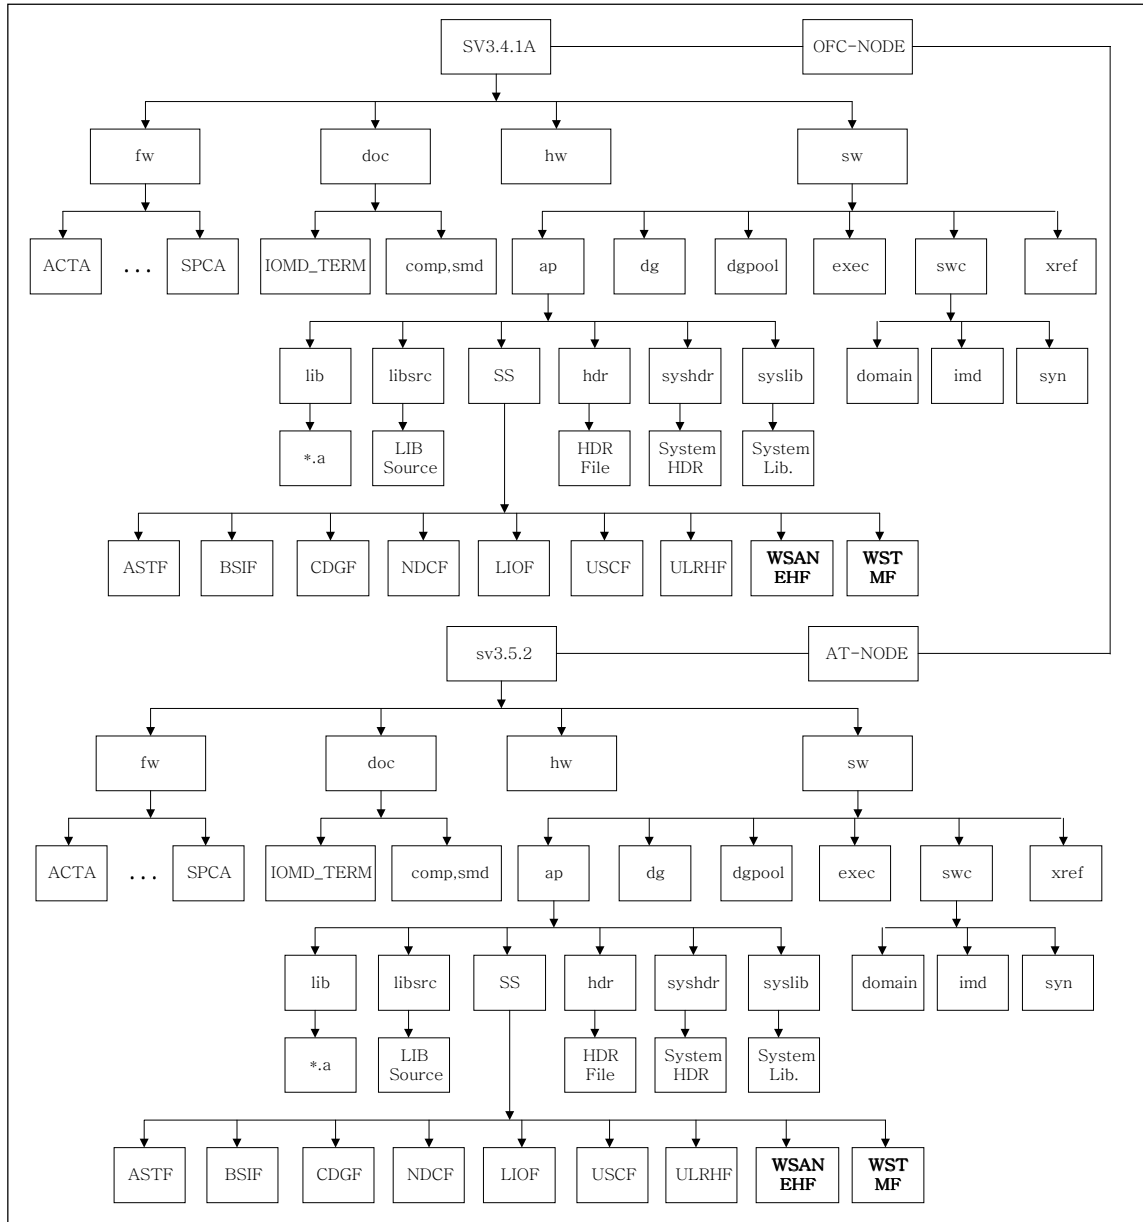 SV3.4.1A OFC-NODE
fw doc hw sw
ACTA ... SPCA IOMD_TERM comp,smd ap dg dgpool exec swc xref
lib libsrc SS hdr syshdr syslib domain imd syn
*.a LIB Source HDR File System HDR System Lib.
ASTF BSIF CDGF NDCF LIOF USCF ULRHF WSAN EHF WST MF
sv3.5.2 AT-NODE
fw doc hw sw
ACTA ... SPCA IOMD_TERM comp,smd ap dg dgpool exec swc xref
lib libsrc SS hdr syshdr syslib domain imd syn
*.a LIB Source HDR File System HDR System Lib.
ASTF BSIF CDGF NDCF LIOF USCF ULRHF WSAN EHF WST MF